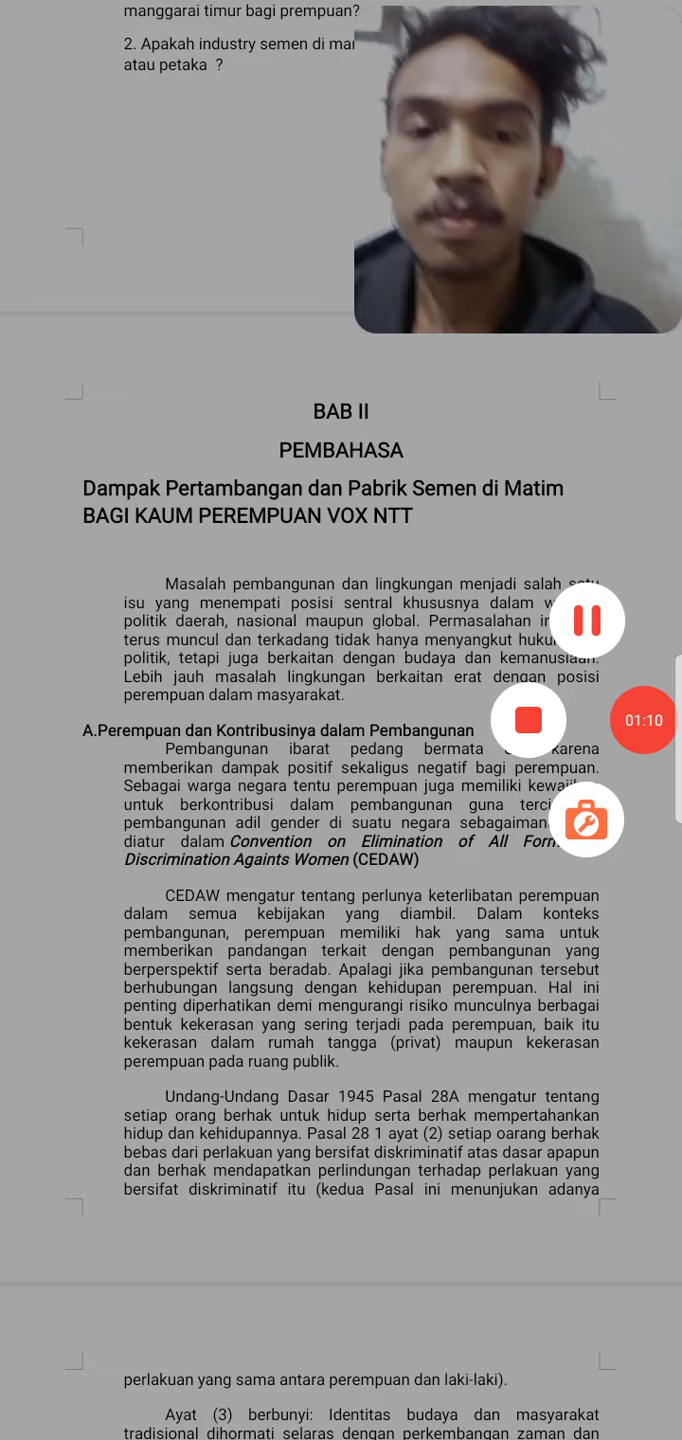 manggarai timur bagi prempuan?
2. Apakah industry semen di
atau petaka ?
BAB II
PEMBAHASA
Dampak Pertambangan dan Pabrik Semen di Matim
BAGI KAUM PEREMPUAN VOX NTT
Masalah pembangunan dan lingkungan menjadi salah satu
isu yang menempati posisi sentral khususnya dalam
politik daerah, nasional maupun global. Permasalahan
terus muncul dan terkadang tidak hanya menyangkut
politik, tetapi juga berkaitan dengan budaya dan kemanusiaan.
Lebih jauh masalah lingkungan berkaitan erat dengan posisi
perempuan dalam masyarakat.
A.Perempuan dan Kontribusinya dalam Pembangunan
Pembangunan ibarat pedang bermata karena
memberikan dampak positif sekaligus negatif bagi perempuan.
Sebagai warga negara tentu perempuan juga memiliki
untuk berkontribusi dalam pembangunan guna
pembangunan adil gender di suatu negara
diatur dalam Convention on Elimination of All
Discrimination Againts Women (CEDAW)
CEDAW mengatur tentang perlunya keterlibatan perempuan
dalam semua kebijakan yang diambil. Dalam konteks
pembangunan, perempuan memiliki hak yang sama untuk
memberikan pandangan terkait dengan pembangunan yang
berperspektif serta beradab. Apalagi jika pembangunan tersebut
berhubungan langsung dengan kehidupan perempuan. Hal ini
penting diperhatikan demi mengurangi risiko munculnya berbagai
bentuk kekerasan yang sering terjadi pada perempuan, baik itu
kekerasan dalam rumah tangga (privat) maupun kekerasan
perempuan pada ruang publik.
Undang-Undang Dasar 1945 Pasal 28A mengatur tentang
setiap orang berhak untuk hidup serta berhak mempertahankan
hidup dan kehidupannya. Pasal 28 1 ayat (2) setiap oarang berhak
bebas dari perlakuan yang bersifat diskriminatif atas dasar apapun
dan berhak mendapatkan perlindungan terhadap perlakuan yang
bersifat diskriminatif itu (kedua Pasal ini menunjukan adanya
perlakuan yang sama antara perempuan dan laki-laki).
Ayat (3) berbunyi: Identitas budaya dan masyarakat
tradisional dihormati selaras dengan perkembangan zaman dan
01:10